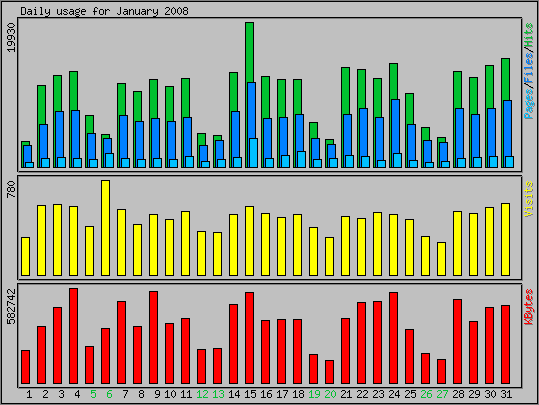 Daily usage for January 2008
19930
Pages/Files/Hits
780
Visits
582742
KBytes
1 2 3 4 5 6 7 8 9 10 11 12 13 14 15 16 17 18 19 20 21 22 23 24 25 26 27 28 29 30 31